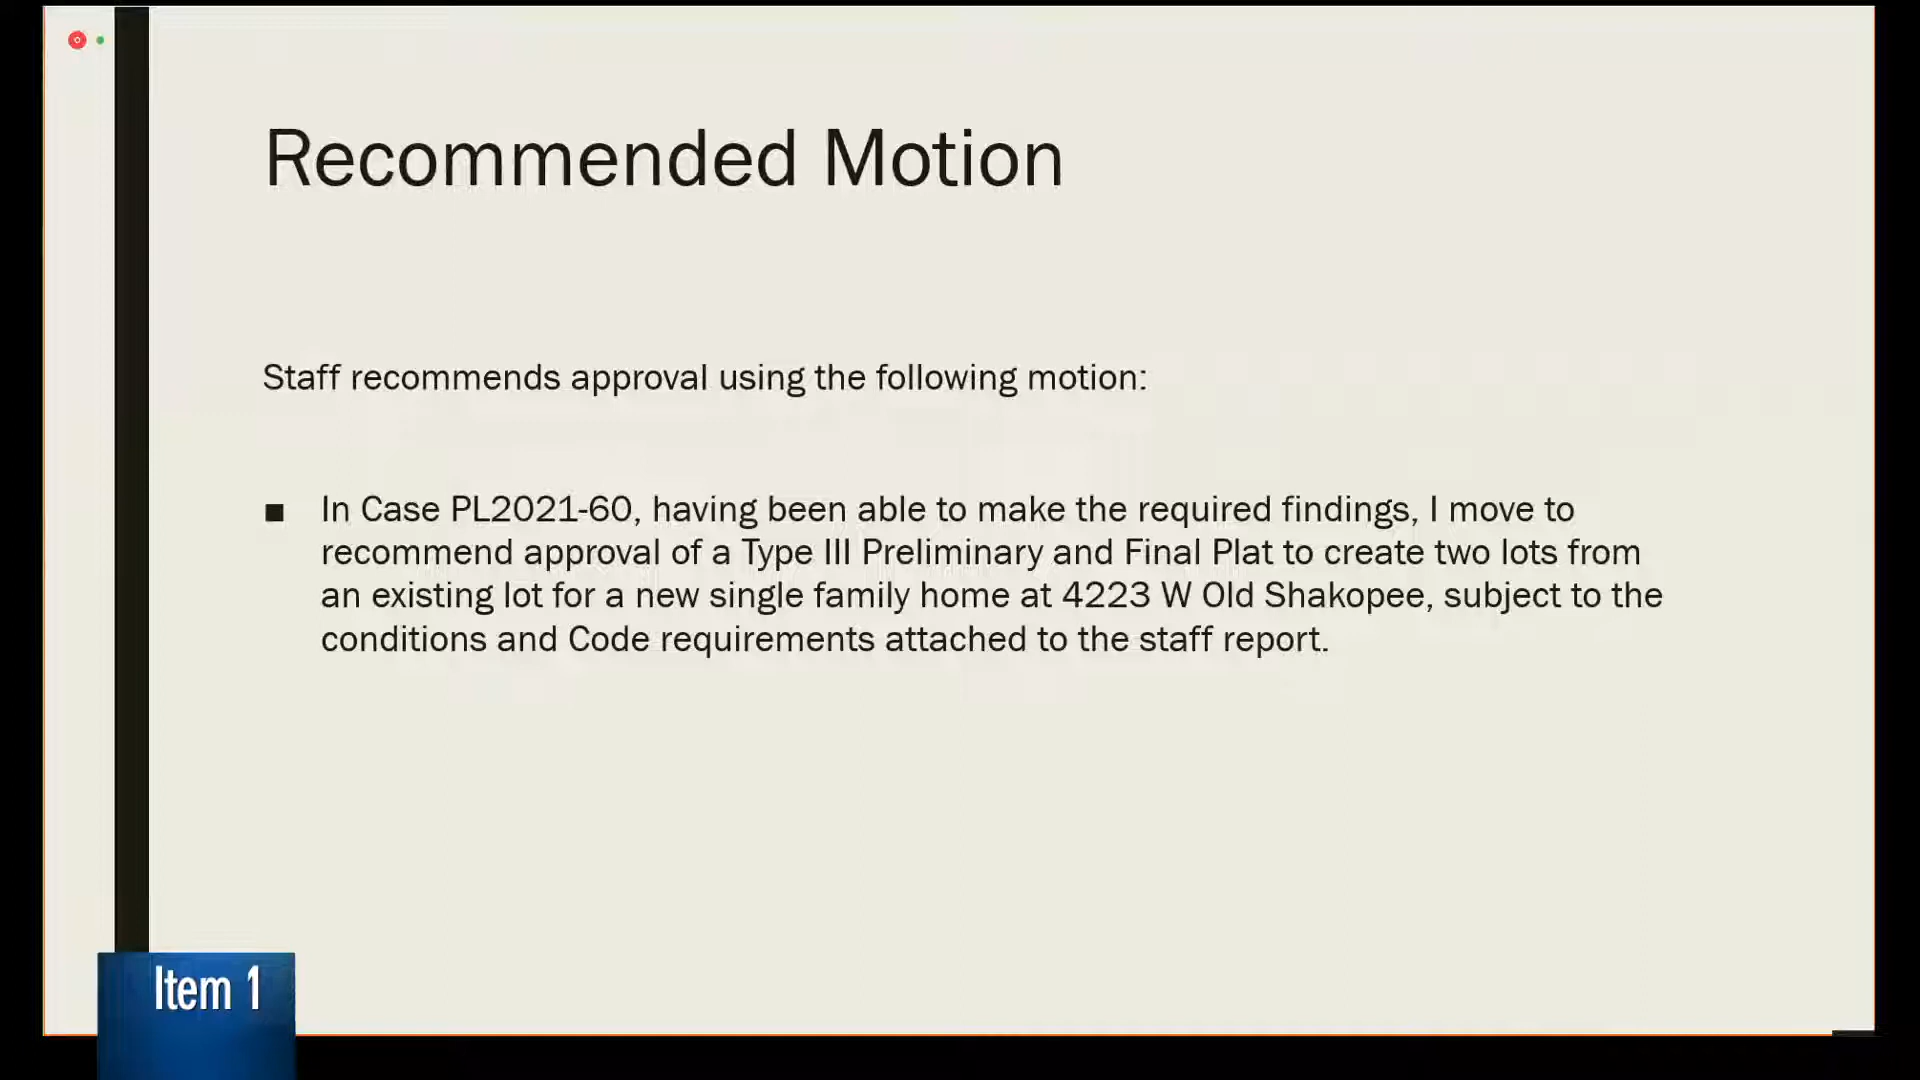 Recommended Motion
Staff recommends approval using the following motion:
■ In Case PL2021-60, having been able to make the required findings, I move to
recommend approval of a Type III Preliminary and Final Plat to create two lots from
an existing lot for a new single family home at 4223 W Old Shakopee, subject to the
conditions and Code requirements attached to the staff report.
Item 1